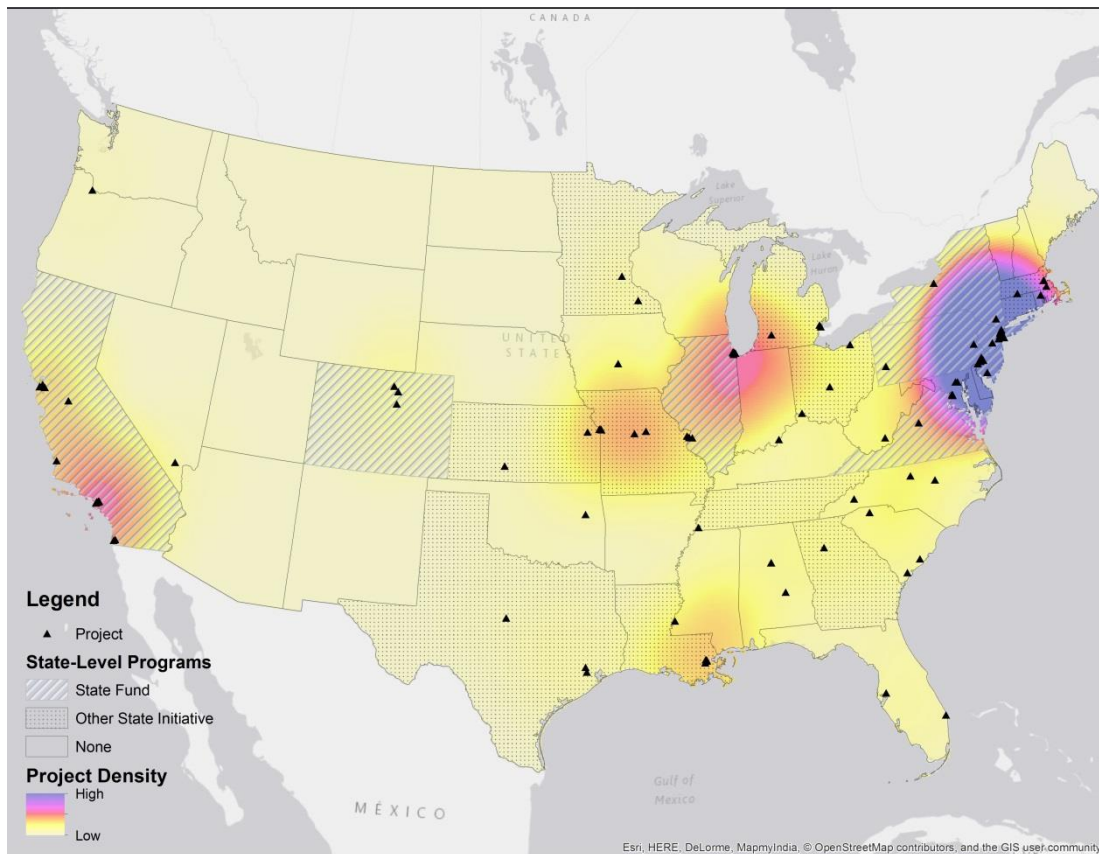 CANADA
Lake
Superior
Lake
Huron
UNITED
STATES
Legend
Project
State-Level Programs
State Fund
Other State Initiative
None
Project Density
High
Low
Gulf of
Mexico
MÉXICO
Esri, HERE, DeLorme, MapmyIndia, © OpenStreetMap contributors, and the GIS user community